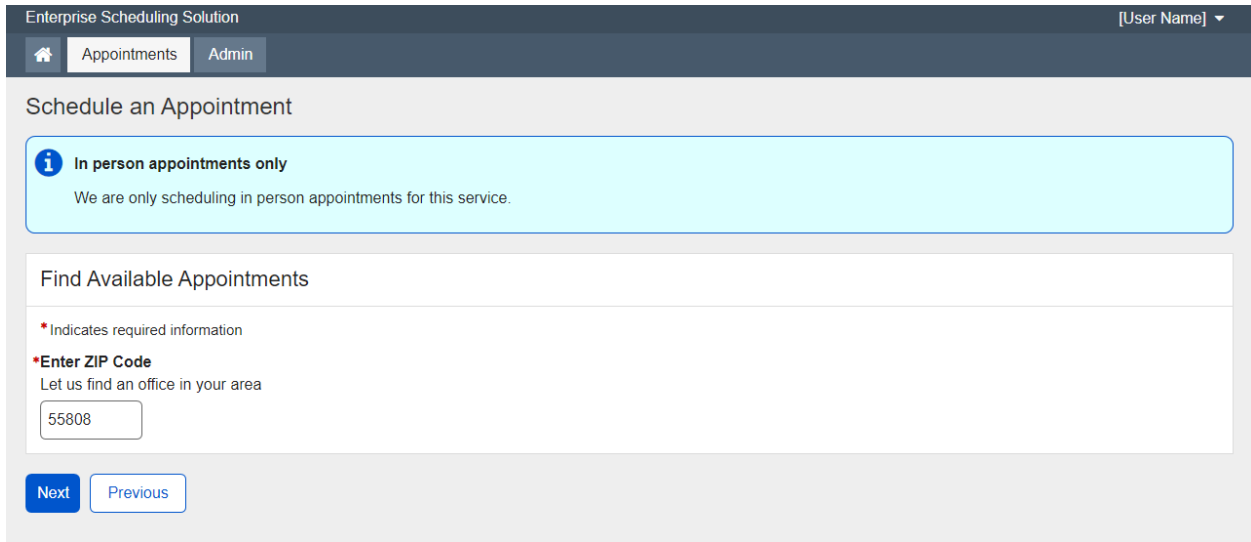 Enterprise Scheduling Solution
[User Name]
Appointments
Admin
Schedule an Appointment
In person appointments only
We are only scheduling in person appointments for this service.
Find Available Appointments
* Indicates required information
*Enter ZIP Code
Let us find an office in your area
55808
Next
Previous